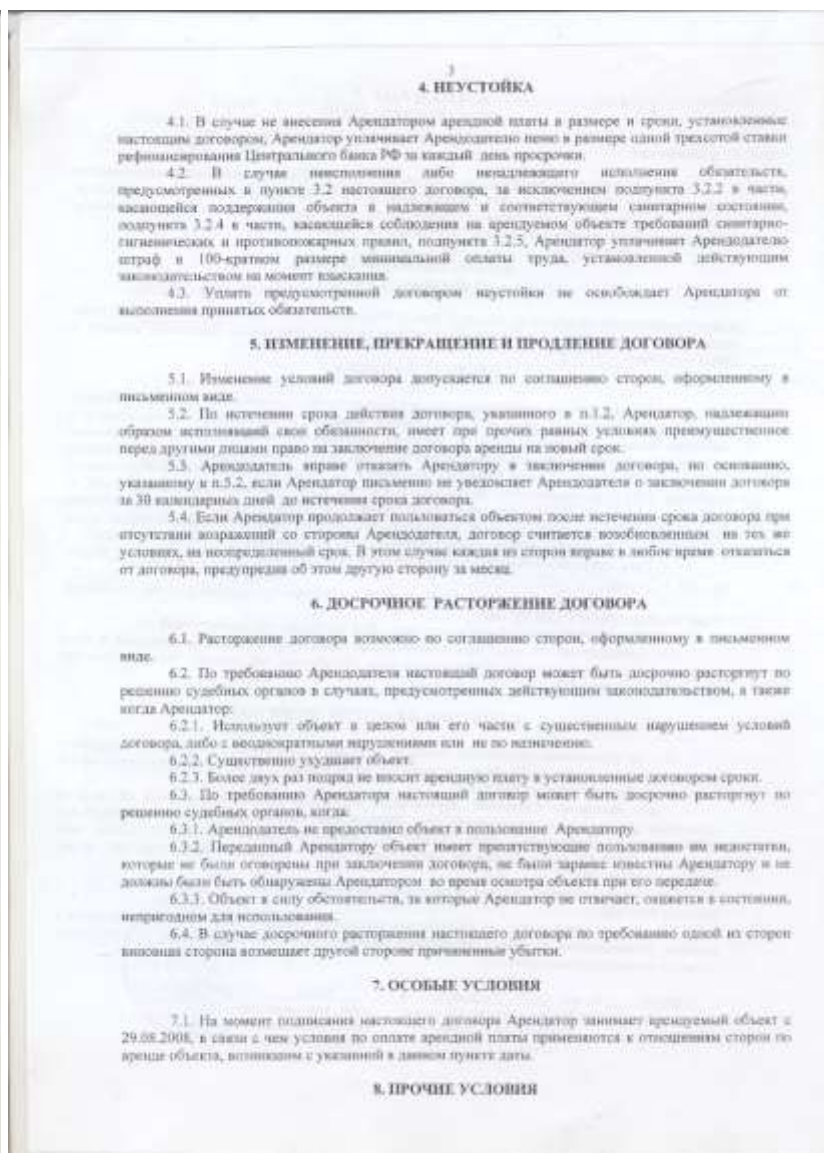 3
4. НЕУСТОЙКА
4.1. В случае не внесения Арендатором арендной платы в размере и сроки, установленные
настоящим договором, Арендатор уплачивает Арендодателю пеню в размере одной трехсотой ставки
рефинансирования Центрального банка РФ за каждый день просрочки.
4.2. В случае неисполнения либо ненадлежащего исполнения обязательств,
предусмотренных в пункте 3.2 настоящего договора, за исключением подпункта 3.2.2 в части,
касающейся поддержания объекта в надлежащем и соответствующем санитарном состоянии,
подпункта 3.2.4 в части, касающейся соблюдения на арендуемом объекте требований санитарно-
гигиенических и противопожарных правил, подпункта 3.2.5, Арендатор уплачивает Арендодателю
штраф в 100-кратном размере минимальной оплаты труда, установленной действующим
законодательством на момент взыскания.
4.3. Уплата предусмотренной договором неустойки не освобождает Арендатора от
выполнения принятых обязательств.
5. ИЗМЕНЕНИЕ, ПРЕКРАЩЕНИЕ И ПРОДЛЕНИЕ ДОГОВОРА
5.1. Изменение условий договора допускается по соглашению сторон, оформленному в
письменном виде.
5.2. По истечении срока действия договора, указанного в п.1.2, Арендатор, надлежащим
образом исполнявший свои обязанности, имеет при прочих равных условиях преимущественное
перед другими лицами право на заключение договора аренды на новый срок.
5.3. Арендодатель вправе отказать Арендатору в заключении договора, по основанию,
указанному в п.5.2, если Арендатор письменно не уведомляет Арендодателя о заключении договора
за 30 календарных дней до истечения срока договора.
5.4. Если Арендатор продолжает пользоваться объектом после истечения срока договора при
отсутствии возражений со стороны Арендодателя, договор считается возобновленным на тех же
условиях, на неопределенный срок. В этом случае каждая из сторон вправе в любое время отказаться
от договора, предупредив об этом другую сторону за месяц.
6. ДОСРОЧНОЕ РАСТОРЖЕНИЕ ДОГОВОРА
6.1. Расторжение договора возможно по соглашению сторон, оформленному в письменном
виде.
6.2. По требованию Арендодателя настоящий договор может быть досрочно расторгнут по
решению судебных органов в случаях, предусмотренных действующим законодательством, а также
когда Арендатор:
6.2.1. Использует объект в целом или его части с существенным нарушением условий
договора, либо с неоднократными нарушениями или не по назначению.
6.2.2. Существенно ухудшает объект.
6.2.3. Более двух раз подряд не вносит арендную плату в установленные договором сроки.
6.3. По требованию Арендатора настоящий договор может быть досрочно расторгнут по
решению судебных органов, когда:
6.3.1. Арендодатель не предоставил объект в пользование Арендатору.
6.3.2. Переданный Арендатору объект имеет препятствующие пользованию им недостатки,
которые не были оговорены при заключении договора, не были заранее известны Арендатору и не
должны были быть обнаружены Арендатором во время осмотра объекта при его передаче.
6.3.3. Объект в силу обстоятельств, за которые Арендатор не отвечает, окажется в состоянии,
непригодном для использования.
6.4. В случае досрочного расторжения настоящего договора по требованию одной из сторон
виновная сторона возмещает другой стороне причиненные убытки.
7. ОСОБЫЕ УСЛОВИЯ
7.1. На момент подписания настоящего договора Арендатор занимает арендуемый объект с
29.08.2008, в связи с чем условия по оплате арендной платы применяются к отношениям сторон по
аренде объекта, возникшим с указанной в данном пункте даты.
8. ПРОЧИЕ УСЛОВИЯ